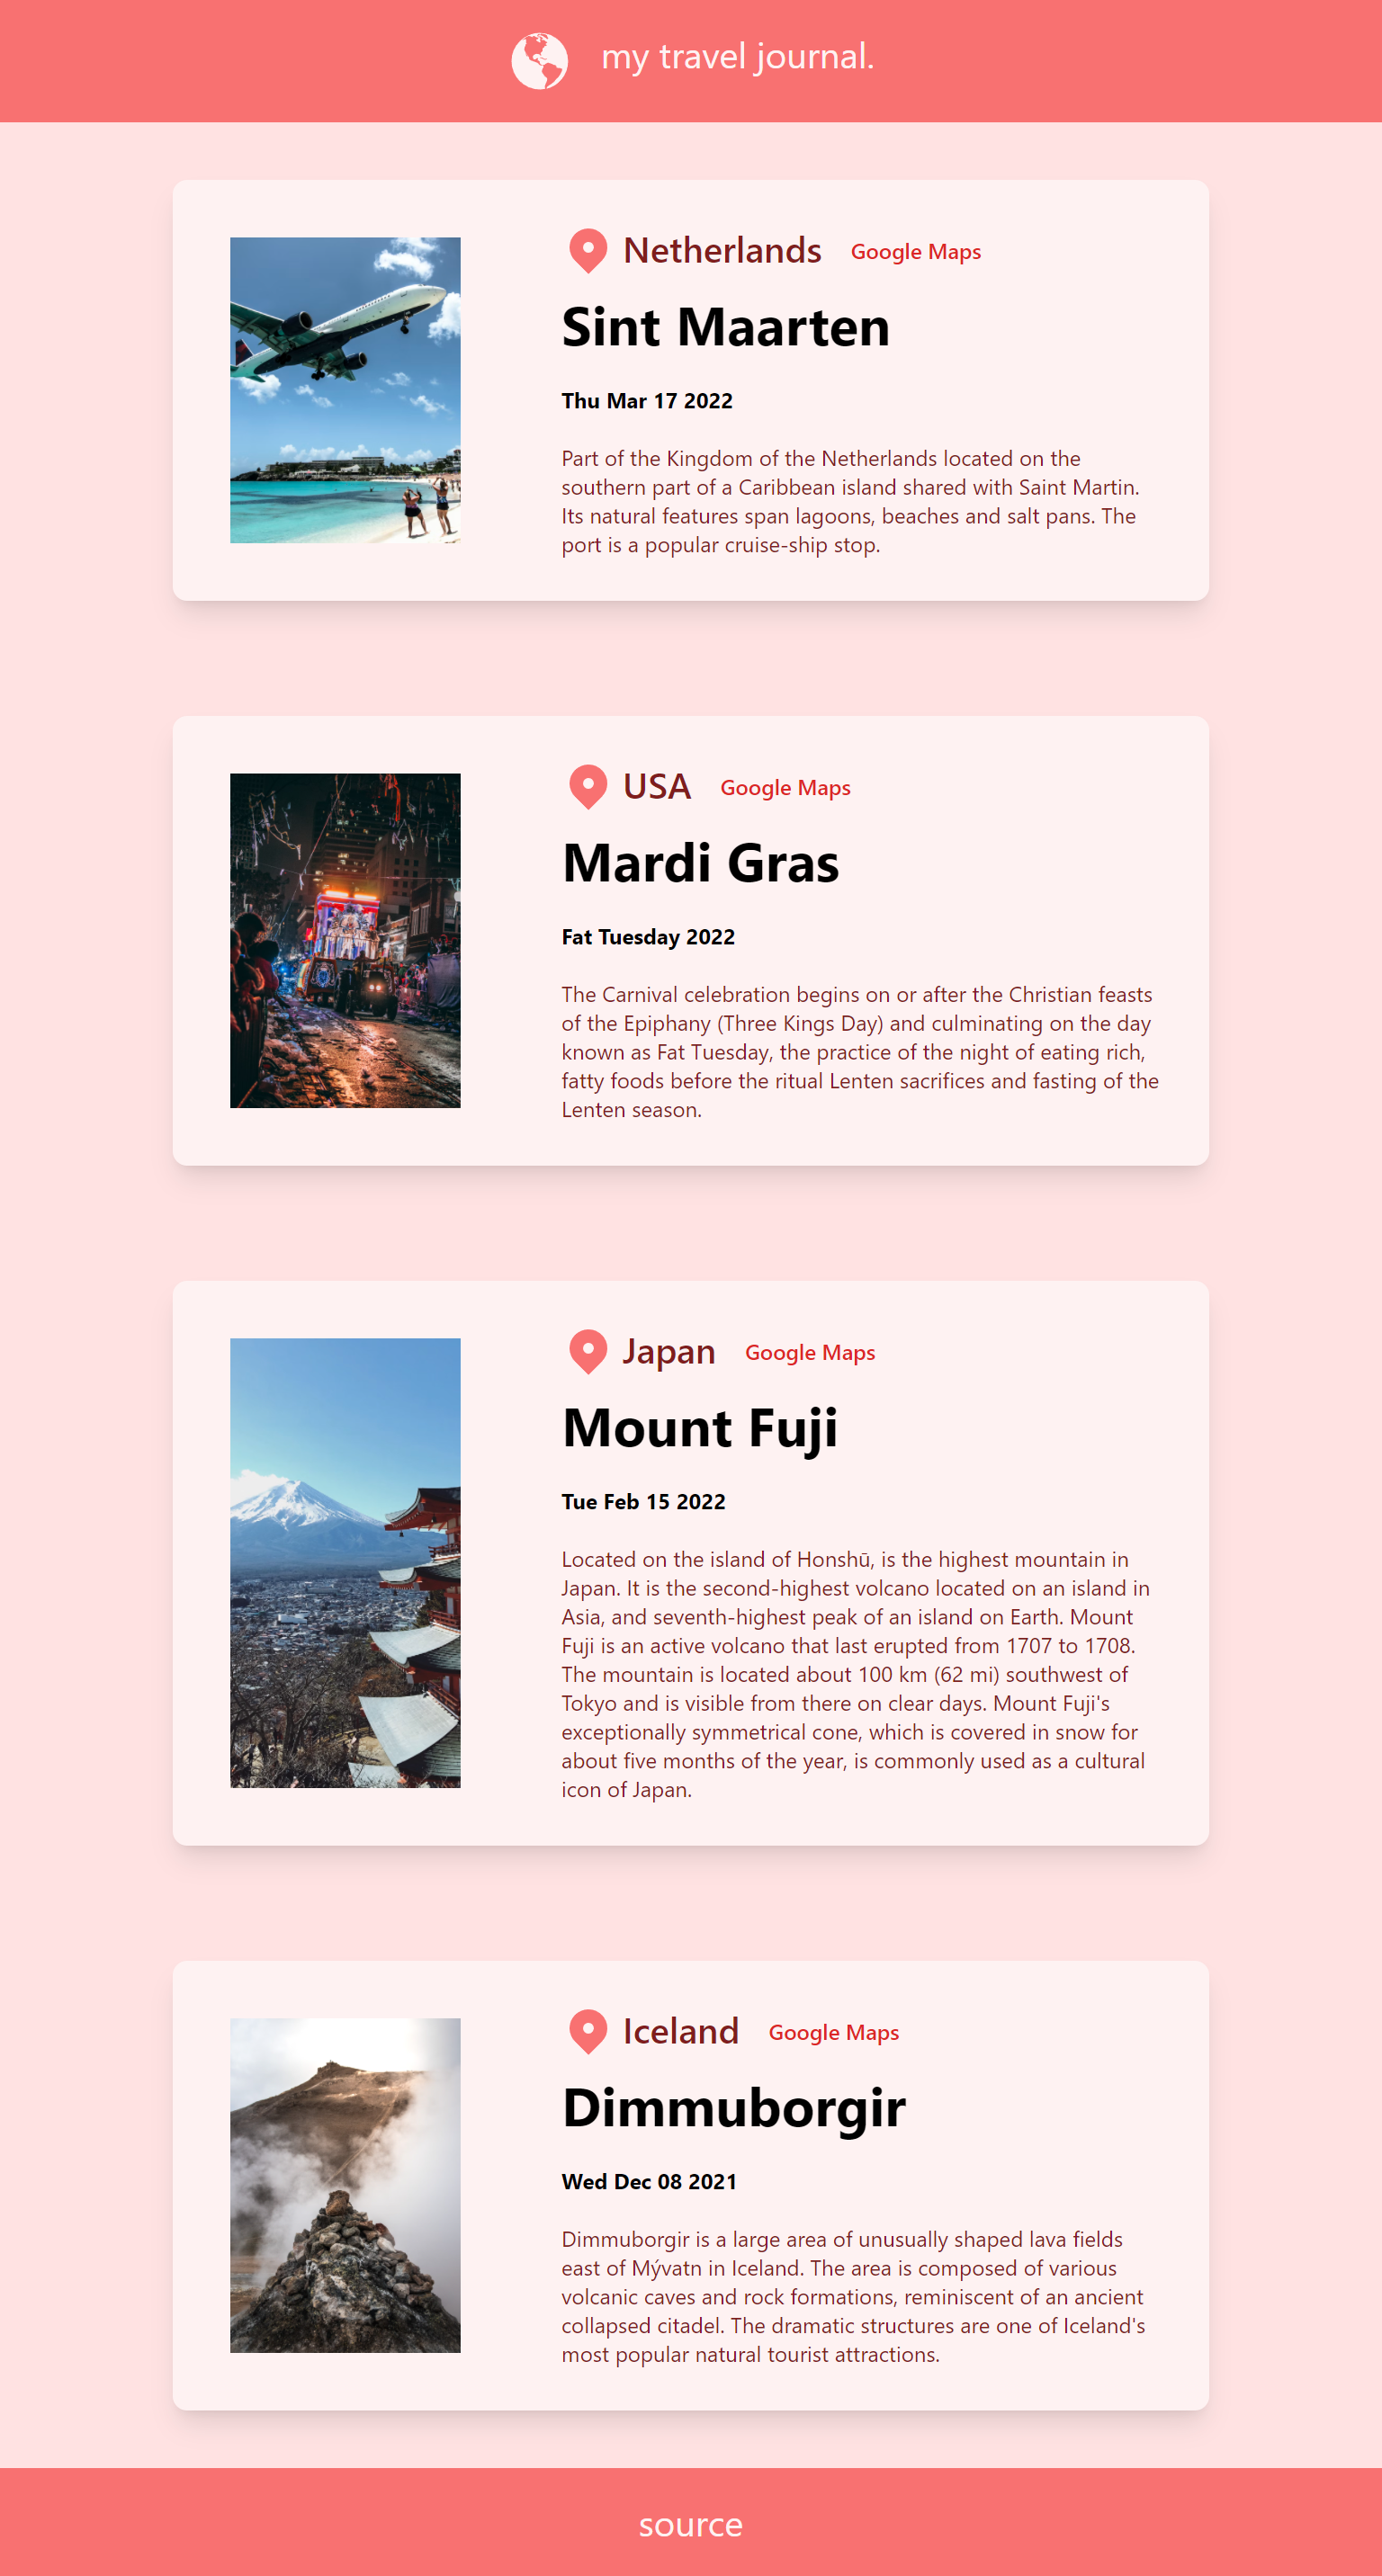 my travel journal.
Netherlands Google Maps
Sint Maarten
Thu Mar 17 2022
Part of the Kingdom of the Netherlands located on the
southern part of a Caribbean island shared with Saint Martin.
Its natural features span lagoons, beaches and salt pans. The
port is a popular cruise-ship stop.
USA Google Maps
Mardi Gras
Fat Tuesday 2022
The Carnival celebration begins on or after the Christian feasts
of the Epiphany (Three Kings Day) and culminating on the day
known as Fat Tuesday, the practice of the night of eating rich,
fatty foods before the ritual Lenten sacrifices and fasting of the
Lenten season.
Japan Google Maps
Mount Fuji
Tue Feb 15 2022
Located on the island of Honshū, is the highest mountain in
Japan. It is the second-highest volcano located on an island in
Asia, and seventh-highest peak of an island on Earth. Mount
Fuji is an active volcano that last erupted from 1707 to 1708.
The mountain is located about 100 km (62 mi) southwest of
Tokyo and is visible from there on clear days. Mount Fuji's
exceptionally symmetrical cone, which is covered in snow for
about five months of the year, is commonly used as a cultural
icon of Japan.
Iceland Google Maps
Dimmuborgir
Wed Dec 08 2021
Dimmuborgir is a large area of unusually shaped lava fields
east of Mývatn in Iceland. The area is composed of various
volcanic caves and rock formations, reminiscent of an ancient
collapsed citadel. The dramatic structures are one of Iceland's
most popular natural tourist attractions.
source